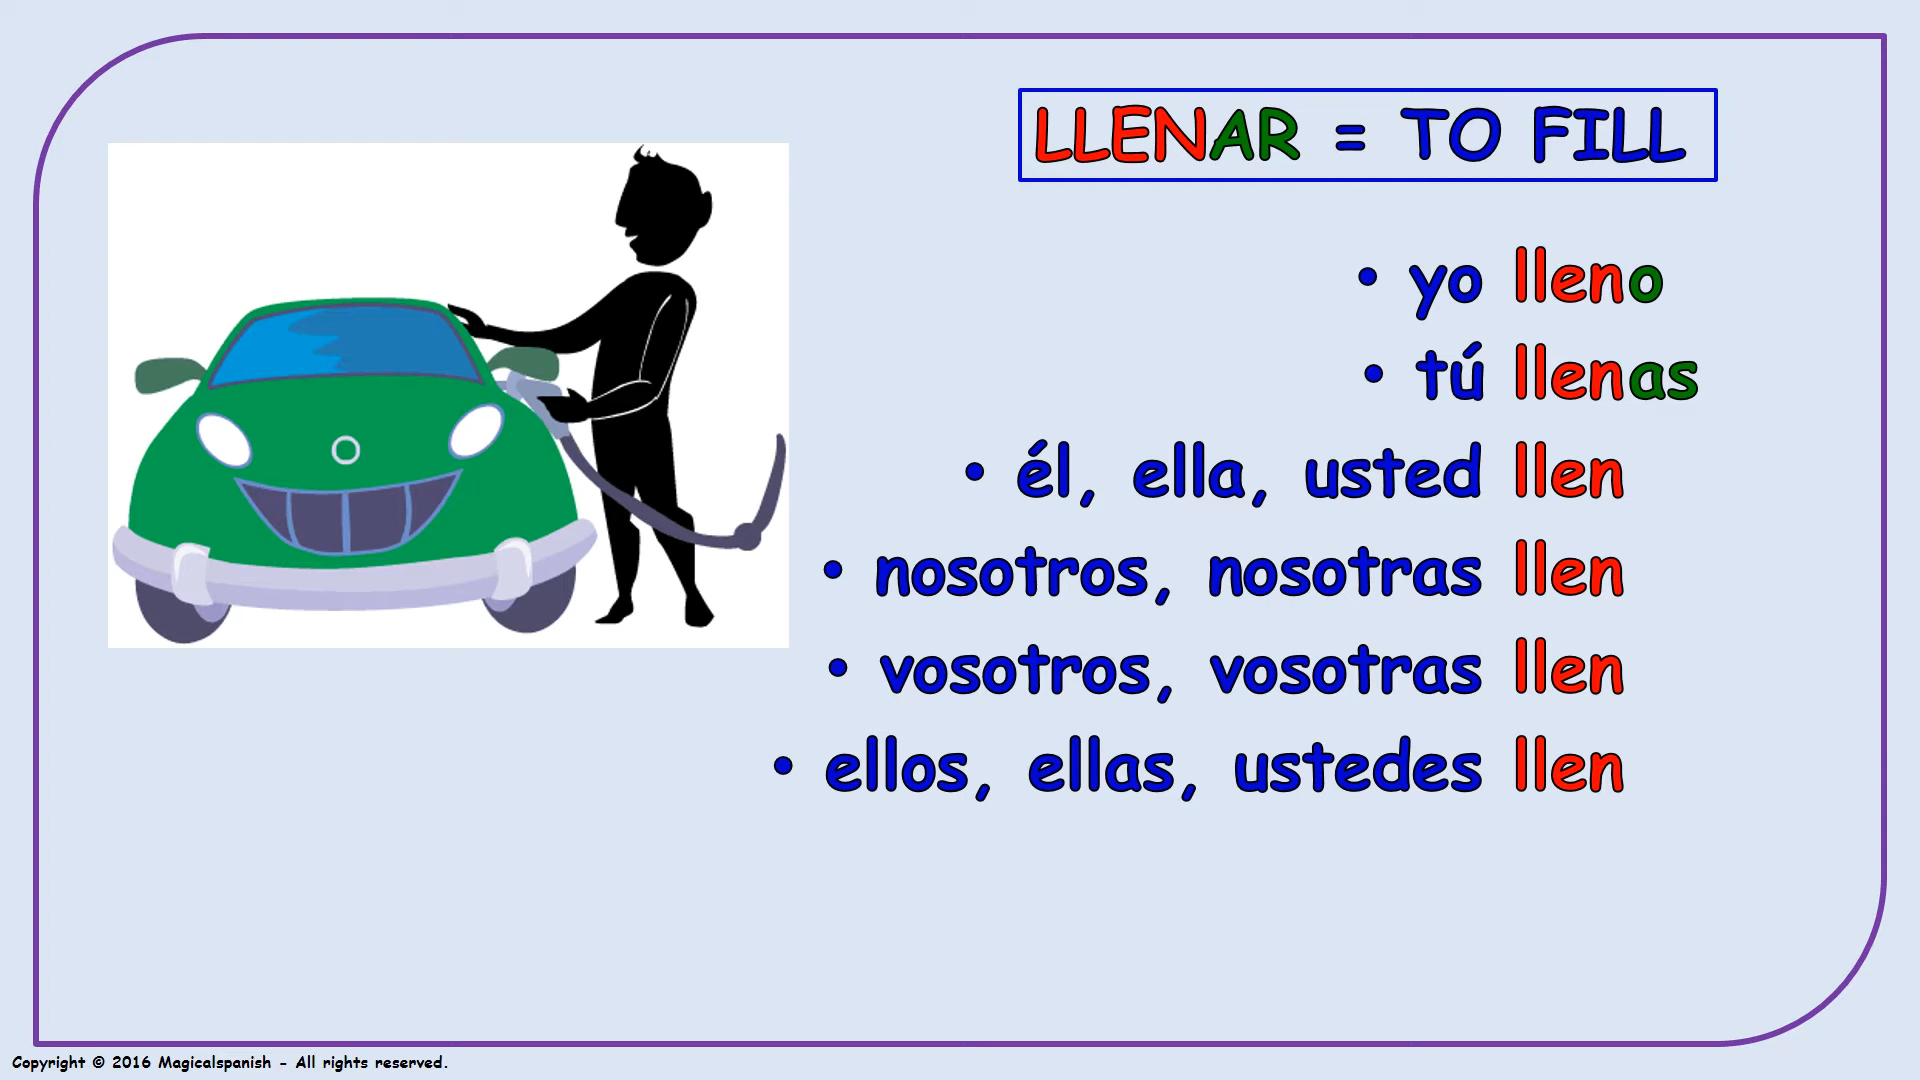 LLENAR = TO FILL
• yo lleno
• tú llenas
• él, ella, usted llen
• nosotros, nosotras llen
• vosotros, vosotras llen
• ellos, ellas, ustedes llen
Copyright © 2016 Magicalspanish - All rights reserved.